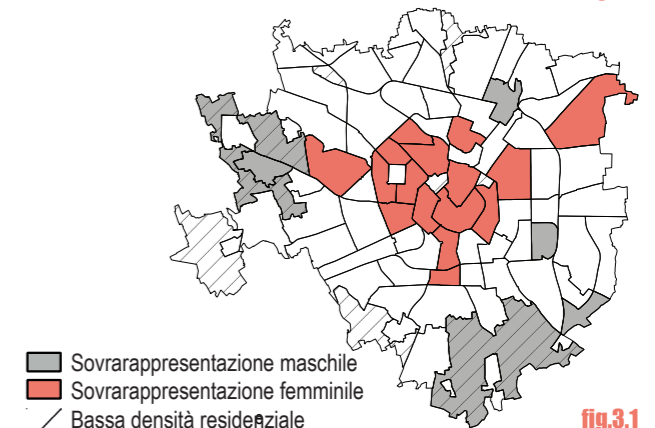 Sovrarappresentazione maschile
Sovrarappresentazione femminile
Bassa densità residenziale
fig.3.1